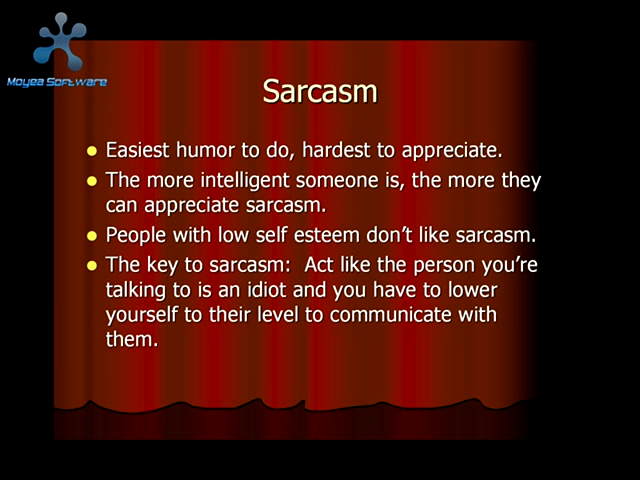 Moyea Software
Sarcasm
Easiest humor to do, hardest to appreciate.
The more intelligent someone is, the more they
can appreciate sarcasm.
People with low self esteem don't like sarcasm.
The key to sarcasm:  Act like the person you're
talking to is an idiot and you have to lower
yourself to their level to communicate with
them.